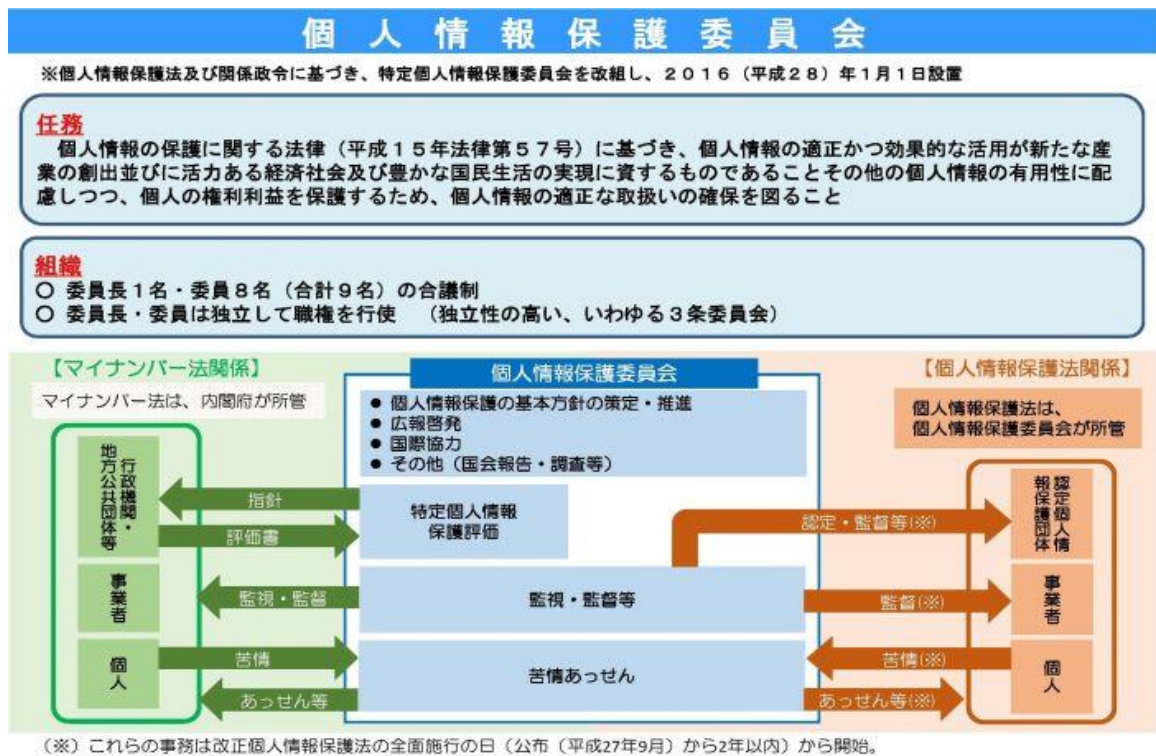 個人情報保護委員会
※個人情報保護法及び関係政令に基づき、特定個人情報保護委員会を改組し、２０１６（平成２８）年１月１日設置
任務
個人情報の保護に関する法律（平成１５年法律第５７号）に基づき、個人情報の適正かつ効果的な活用が新たな産
業の創出並びに活力ある経済社会及び豊かな国民生活の実現に資するものであることその他の個人情報の有用性に配
慮しつつ、個人の権利利益を保護するため、個人情報の適正な取扱いの確保を図ること
組織
○ 委員長１名・委員８名（合計９名）の合議制
○ 委員長・委員は独立して職権を行使　（独立性の高い、いわゆる３条委員会）
【マイナンバー法関係】
マイナンバー法は、内閣府が所管
行政機関・
地方公共団体等
事業者
個人
指針
評価書
監視・監督
苦情
あっせん等
個人情報保護委員会
● 個人情報保護の基本方針の策定・推進
● 広報啓発
● 国際協力
● その他（国会報告・調査等）
特定個人情報
保護評価
監視・監督等
苦情あっせん
【個人情報保護法関係】
個人情報保護法は、
個人情報保護委員会が所管
認定・監督等(※)
監督(※)
苦情(※)
あっせん等(※)
認定個人情
報保護団体
事業者
個人
（※）これらの事務は改正個人情報保護法の全面施行の日（公布（平成27年9月）から2年以内）から開始。